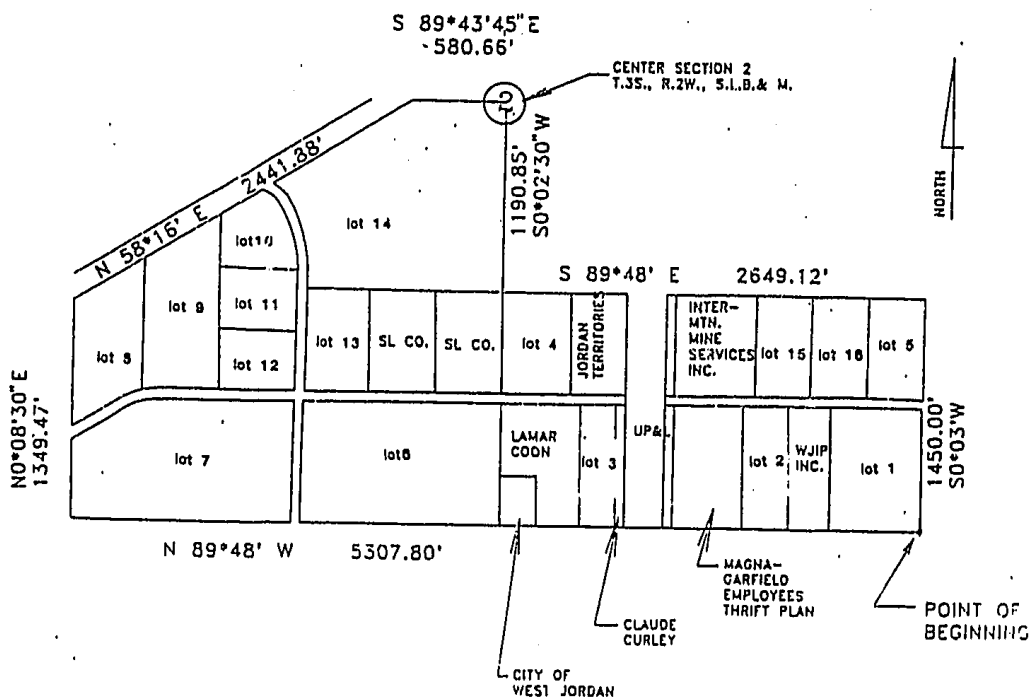 S 89°43'45"E
580.66'
CENTER SECTION 2
T.3S., R.2W., S.L.B.& M.
NORTH
N 58°16' E 2441.88'
1190.85'
S0°02'30"W
lot 14
lot 10
lot 9
lot 11
lot 8
lot 12
S 89°48' E 2649.12'
lot 13
SL CO.
SL CO.
lot 4
JORDAN
TERRITORIES
INTER-
MTN.
MINE
SERVICES
INC.
lot 15
lot 16
lot 5
N0°08'30"E
1349.47'
1450.00'
S0°03'W
lot 7
lot6
LAMAR
COON
lot 3
UP&L
lot 2
WJIP
INC.
lot 1
N 89°48' W 5307.80'
MAGNA-
GARFIELD
EMPLOYEES
THRIFT PLAN
POINT OF
BEGINNING
CLAUDE
CURLEY
CITY OF
WEST JORDAN